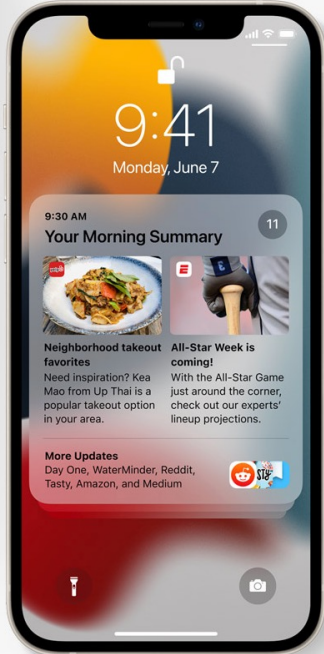 9:41
Monday, June 7
9:30 AM
11
Your Morning Summary
Neighborhood takeout
favorites
Need inspiration? Kea
Mao from Up Thai is a
popular takeout option
in your area.
All-Star Week is
coming!
With the All-Star Game
just around the corner,
check out our experts’
lineup projections.
More Updates
Day One, WaterMinder, Reddit,
Tasty, Amazon, and Medium